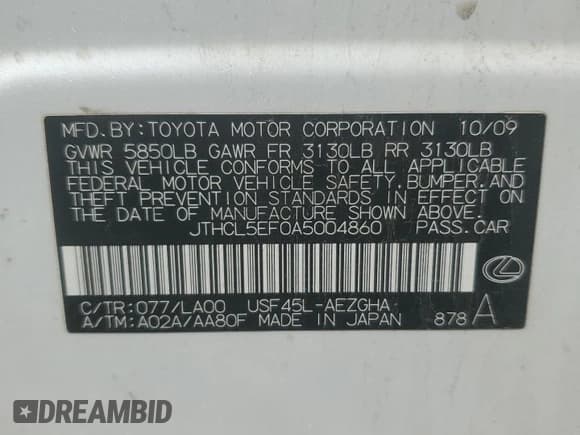 MFD. BY: TOYOTA MOTOR CORPORATION 10/09
GVWR 5850LB GAWR FR 3130LB RR 3130LB
THIS VEHICLE CONFORMS TO ALL APPLICABLE
FEDERAL MOTOR VEHICLE SAFETY, BUMPER, AND
THEFT PREVENTION STANDARDS IN EFFECT ON
THE DATE OF MANUFACTURE SHOWN ABOVE.
JTHCL5EF0A5004860 PASS. CAR
C/TR: 077/LA00 USF45L-AEZGHA
A/TM: A02A/AA80F MADE IN JAPAN 878 A
DREAMBID